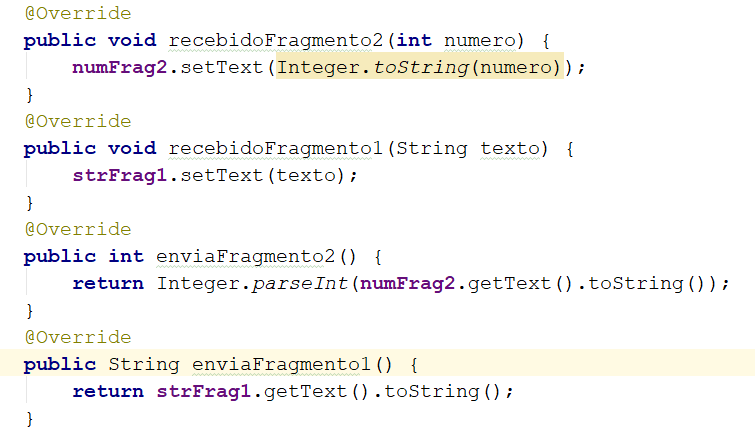 @Override
public void recebidoFragmento2(int numero) {
    numFrag2.setText(Integer.toString(numero));
}
@Override
public void recebidoFragmento1(String texto) {
    strFrag1.setText(texto);
}
@Override
public int enviaFragmento2() {
    return Integer.parseInt(numFrag2.getText().toString());
}
@Override
public String enviaFragmento1() {
    return strFrag1.getText().toString();
}